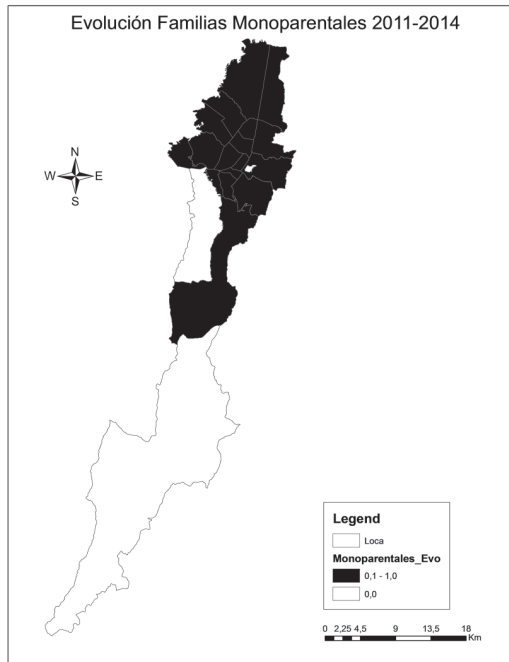 Evolución Familias Monoparentales 2011-2014
N
W E
S
Legend
Loca
Monoparentales_Evo
0,1 - 1,0
0,0
0 2,25 4,5 9 13,5 18
Km